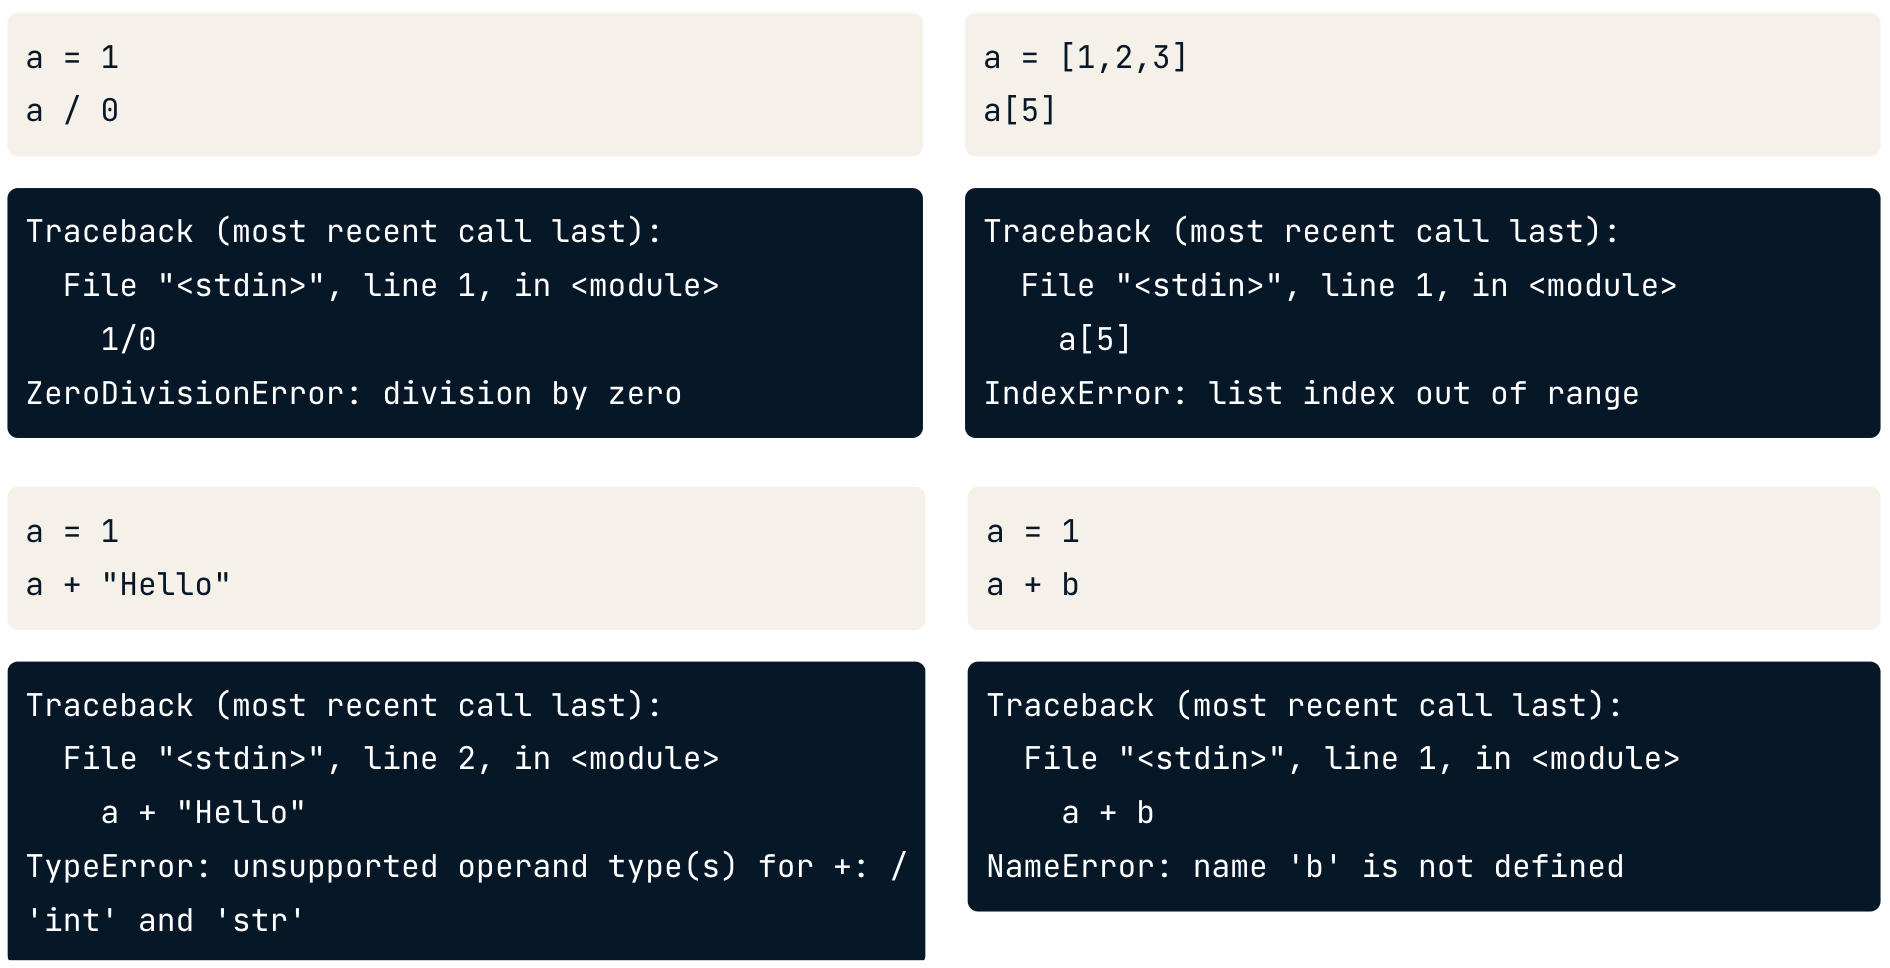 a = 1
a / 0
Traceback (most recent call last):
  File "<stdin>", line 1, in <module>
    1/0
ZeroDivisionError: division by zero
a = [1,2,3]
a[5]
Traceback (most recent call last):
  File "<stdin>", line 1, in <module>
    a[5]
IndexError: list index out of range
a = 1
a + "Hello"
Traceback (most recent call last):
  File "<stdin>", line 2, in <module>
    a + "Hello"
TypeError: unsupported operand type(s) for +: /
'int' and 'str'
a = 1
a + b
Traceback (most recent call last):
  File "<stdin>", line 1, in <module>
    a + b
NameError: name 'b' is not defined